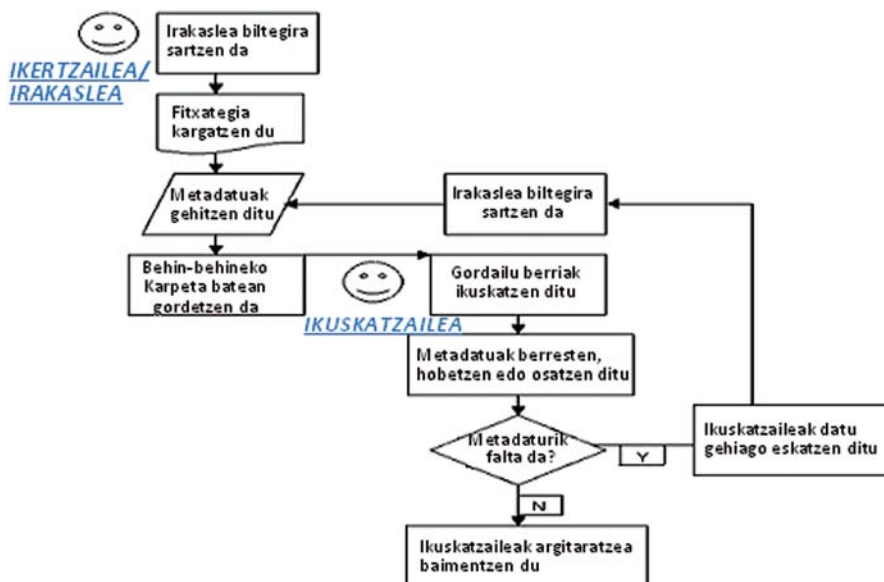 Irakaslea biltegira
sartzen da
IKERTZAILEA/
IRAKASLEA
Fitxategia
kargatzen du
Metadatuak
gehitzen ditu
Irakaslea biltegira
sartzen da
Behin-behineko
Karpeta batean
gordetzen da
IKUSKATZAILEA
Gordailu berriak
ikuskatzen ditu
Metadatuak berresten,
hobetzen edo osatzen ditu
Metadaturik
falta da?
Y
Ikuskatzaileak datu
gehiago eskatzen ditu
N
Ikuskatzaileak argitaratzea
baimentzen du